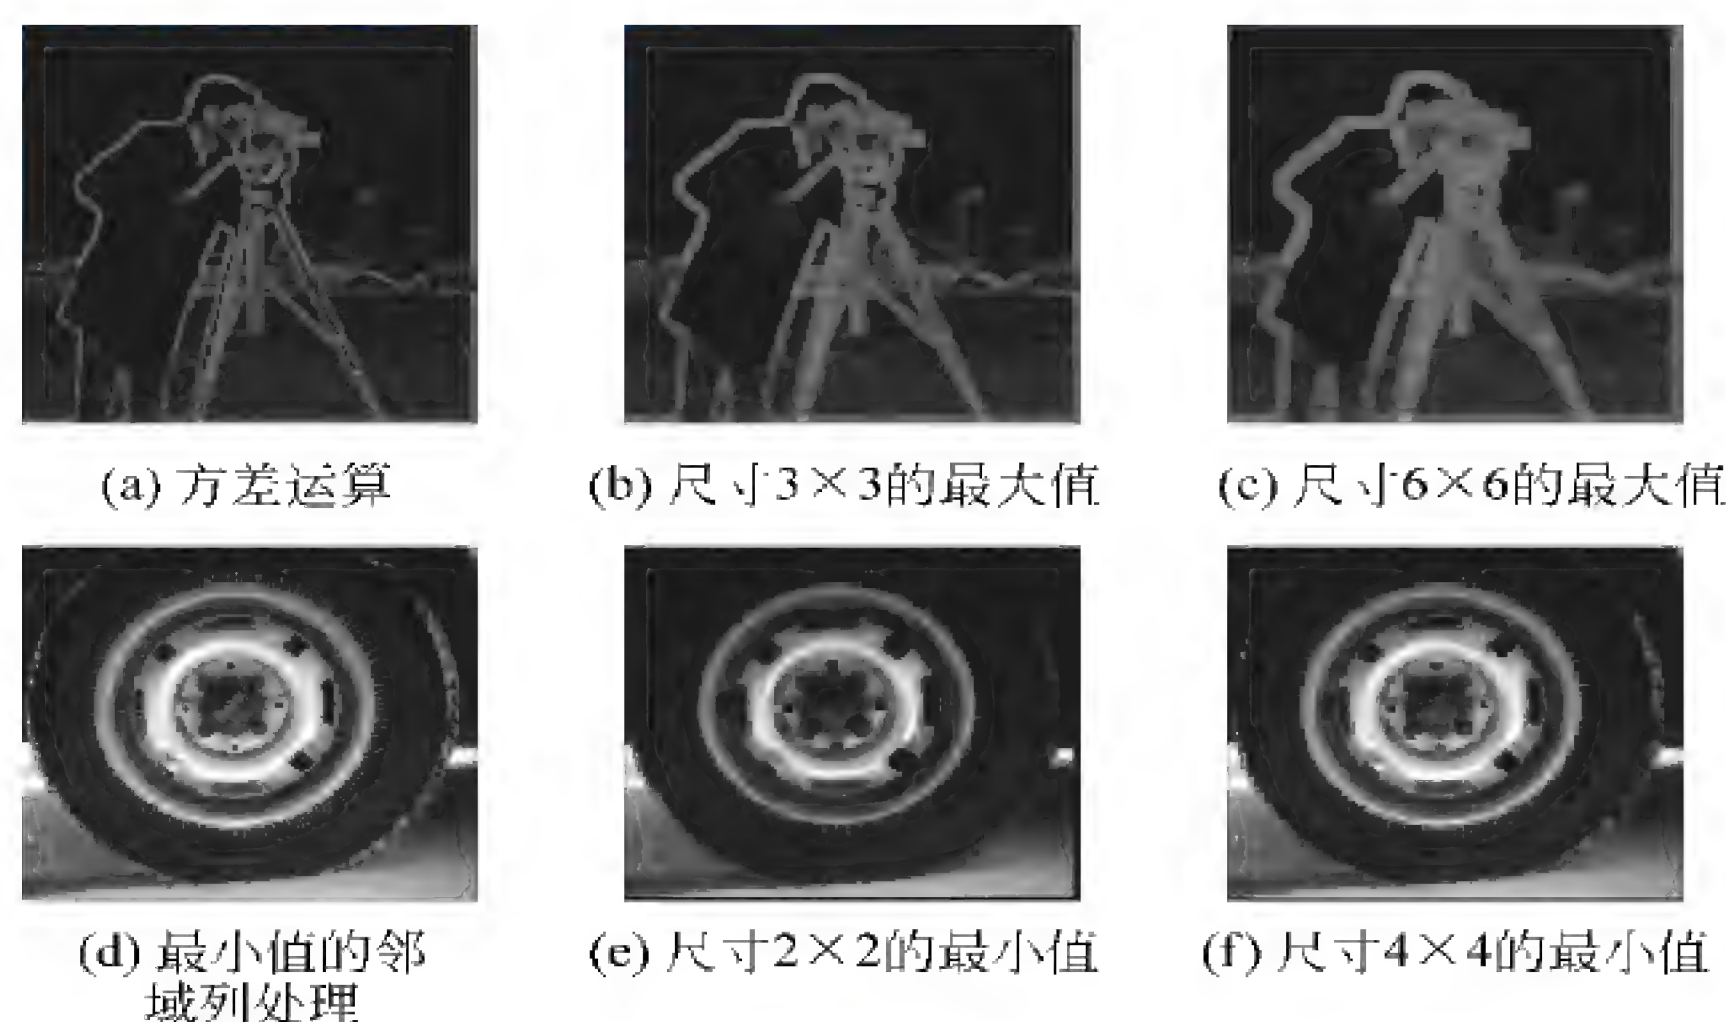 (a) 方差运算
(b) 尺寸3×3的最大值
(c) 尺寸6×6的最大值
(d) 最小值的邻
域列处理
(e) 尺寸2×2的最小值
(f) 尺寸4×4的最小值